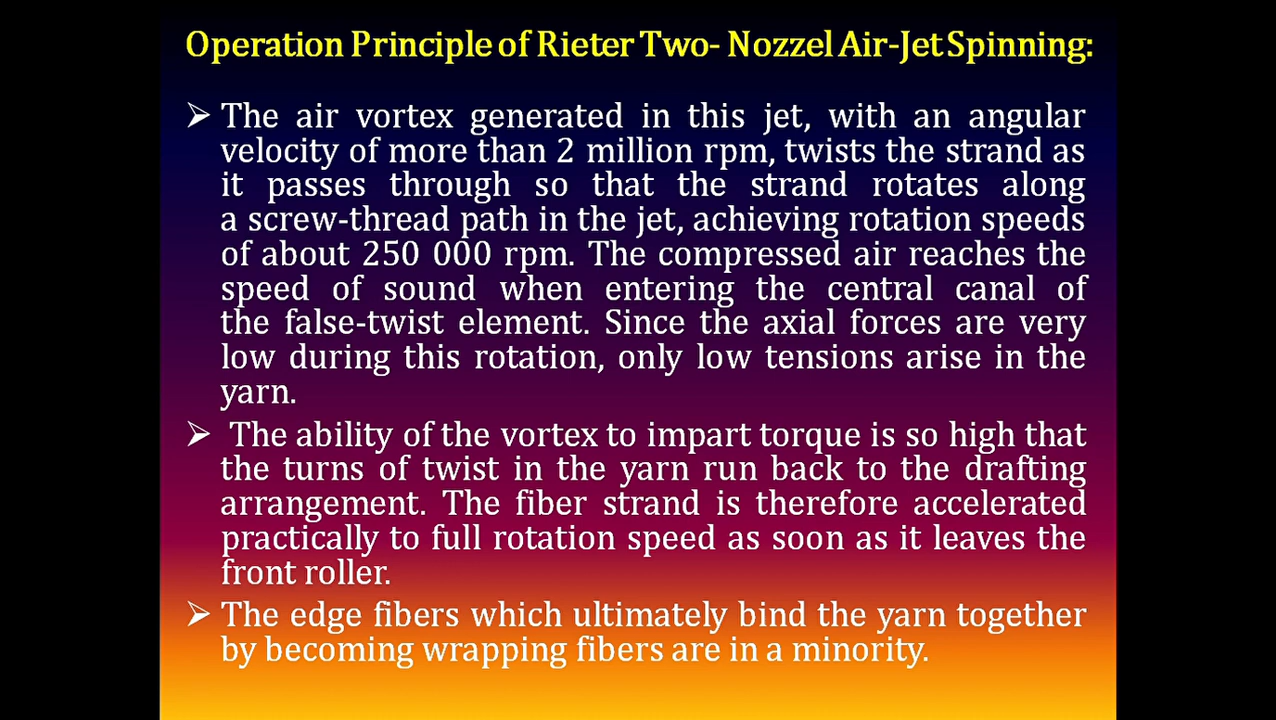 Operation Principle of Rieter Two- Nozzel Air-Jet Spinning:
➢ The air vortex generated in this jet, with an angular
velocity of more than 2 million rpm, twists the strand as
it passes through so that the strand rotates along
a screw-thread path in the jet, achieving rotation speeds
of about 250 000 rpm. The compressed air reaches the
speed of sound when entering the central canal of
the false-twist element. Since the axial forces are very
low during this rotation, only low tensions arise in the
yarn.
➢ The ability of the vortex to impart torque is so high that
the turns of twist in the yarn run back to the drafting
arrangement. The fiber strand is therefore accelerated
practically to full rotation speed as soon as it leaves the
front roller.
➢ The edge fibers which ultimately bind the yarn together
by becoming wrapping fibers are in a minority.